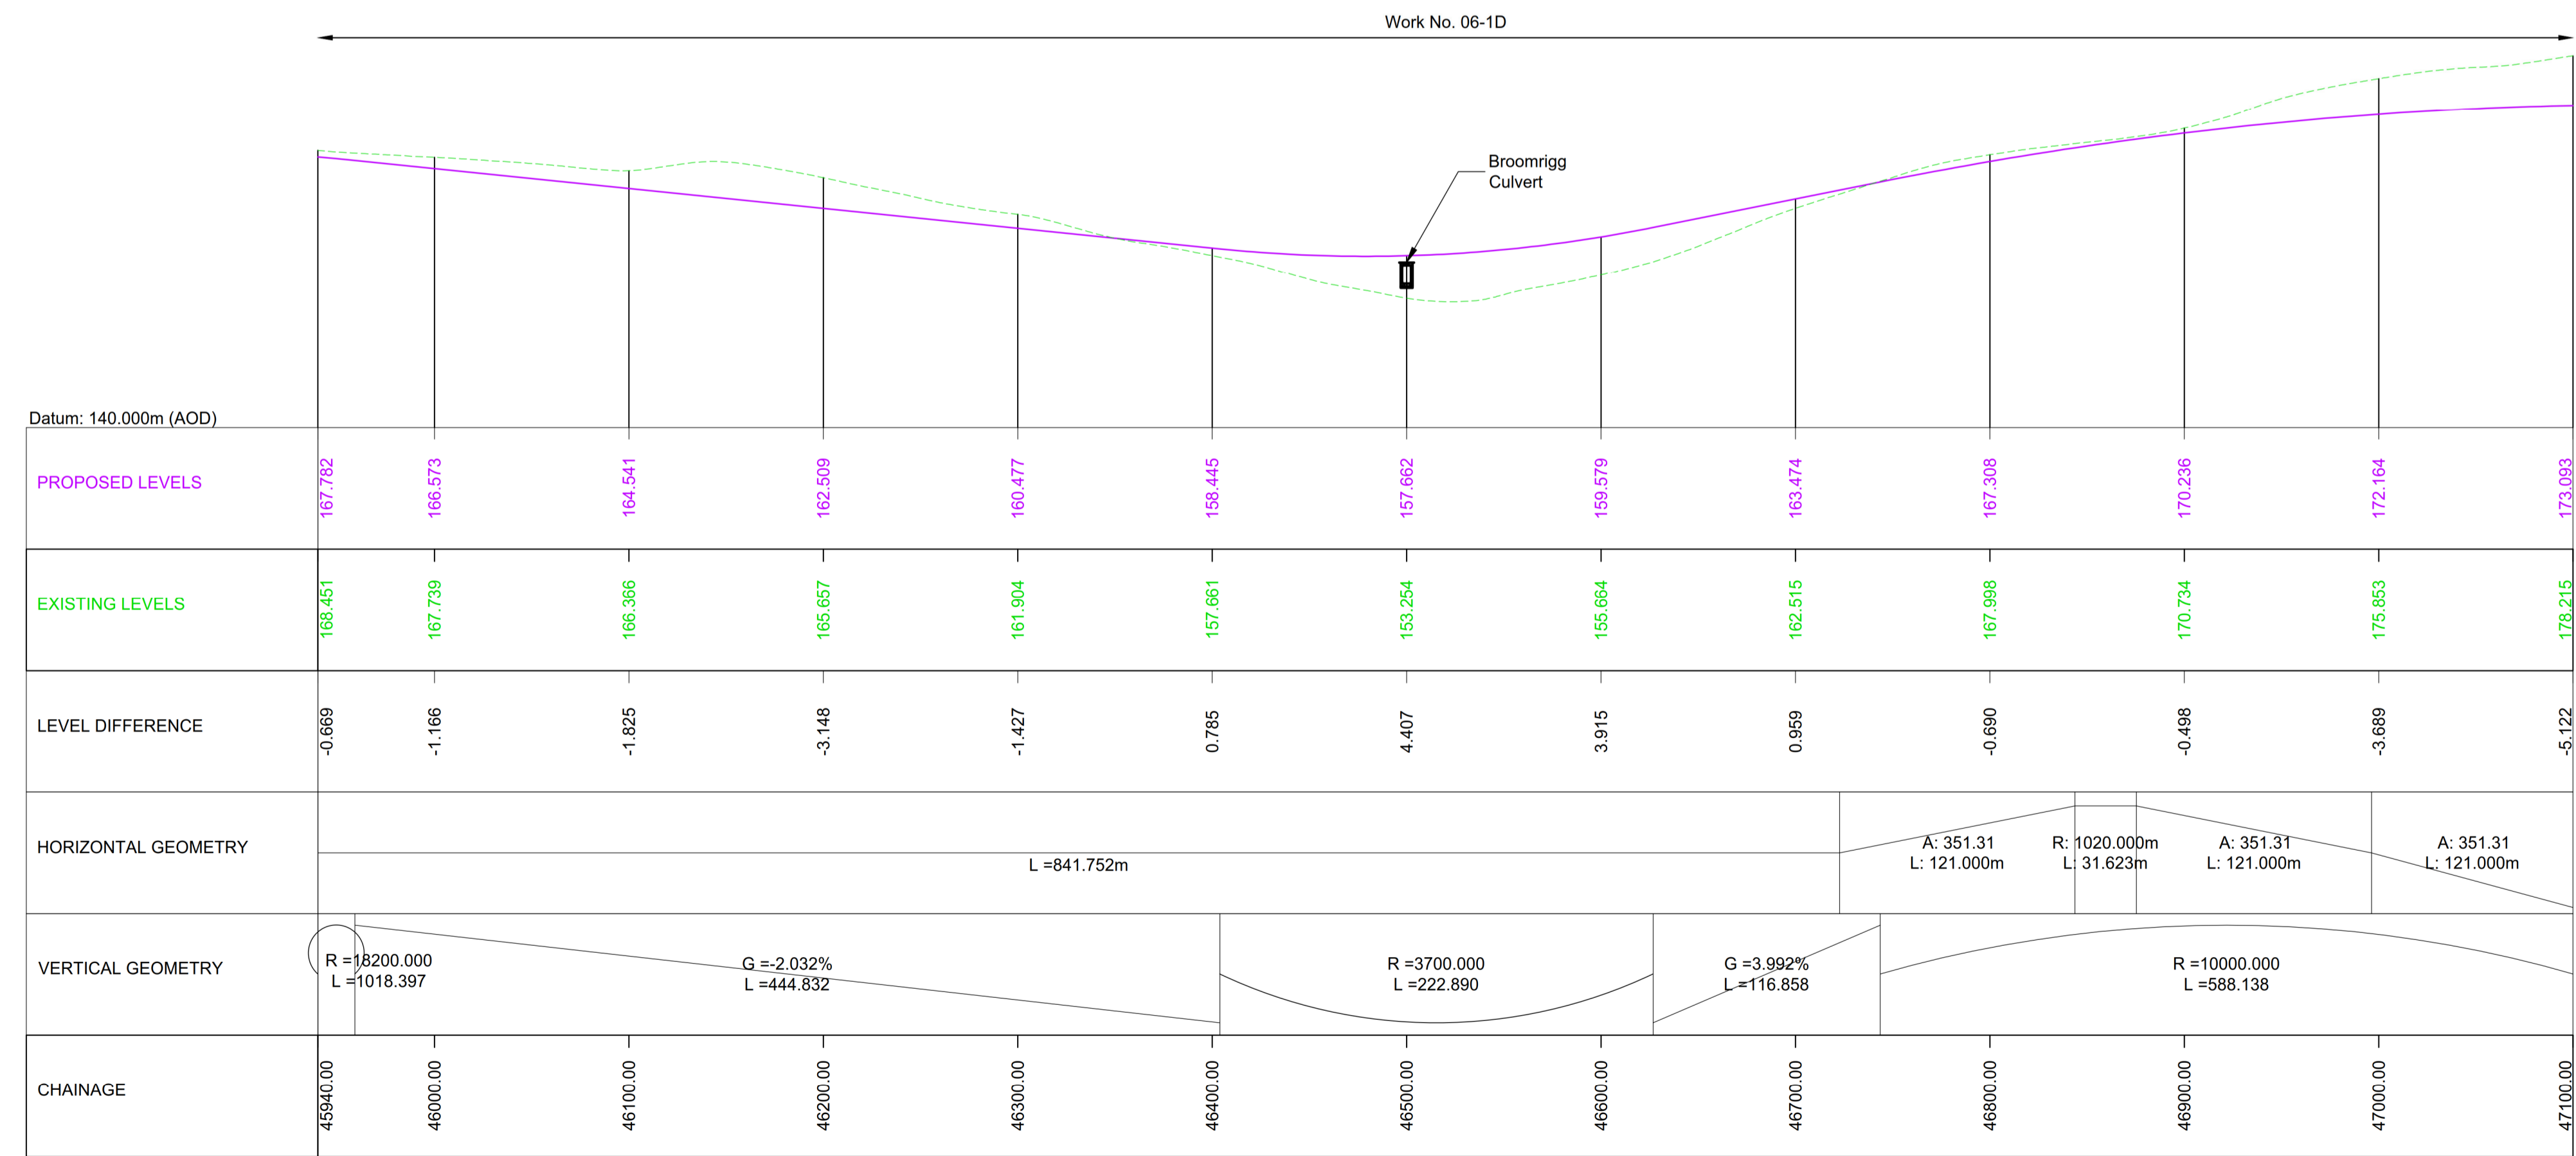 Work No. 06-1D
Broomrigg
Culvert
Datum: 140.000m (AOD)
PROPOSED LEVELS
167.782
166.573
164.541
162.509
160.477
158.445
157.662
159.579
163.474
167.308
170.236
172.164
173.093
EXISTING LEVELS
168.451
167.739
166.366
165.657
161.904
157.661
153.254
155.664
162.515
167.998
170.734
175.853
178.215
LEVEL DIFFERENCE
-0.669
-1.166
-1.825
-3.148
-1.427
0.785
4.407
3.915
0.959
-0.690
-0.498
-3.689
-5.122
HORIZONTAL GEOMETRY
L =841.752m
A: 351.31
L: 121.000m
R: 1020.000m
L: 31.623m
A: 351.31
L: 121.000m
A: 351.31
L: 121.000m
VERTICAL GEOMETRY
R =18200.000
L =1018.397
G =-2.032%
L =444.832
R =3700.000
L =222.890
G =3.992%
L =116.858
R =10000.000
L =588.138
CHAINAGE
45940.00
46000.00
46100.00
46200.00
46300.00
46400.00
46500.00
46600.00
46700.00
46800.00
46900.00
47000.00
47100.00